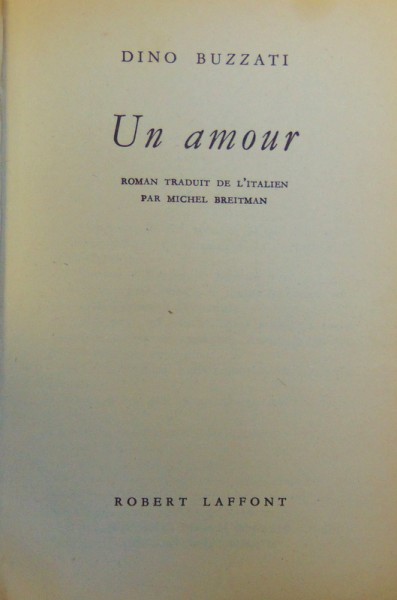 DINO BUZZATI
Un amour
ROMAN TRADUIT DE L'ITALIEN
PAR MICHEL BREITMAN
ROBERT LAFFONT